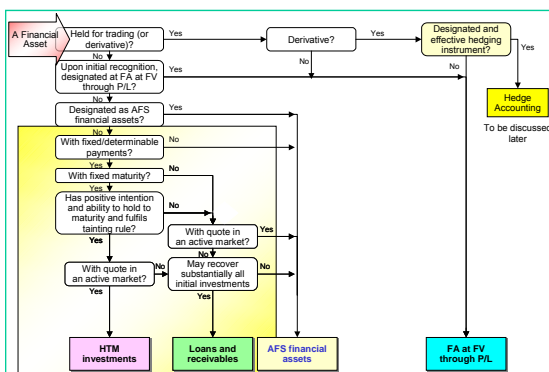 A Financial
Asset
Held for trading (or
derivative)?
Yes
Derivative?
Yes
Designated and
effective hedging
instrument?
No
No
No
Yes
Upon initial recognition,
designated at FA at FV
through P/L?
Yes
Hedge
Accounting
To be discussed
later
No
Designated as AFS
financial assets?
Yes
No
With fixed/determinable
payments?
No
Yes
With fixed maturity?
No
Yes
Has positive intention
and ability to hold to
maturity and fulfils
tainting rule?
No
Yes
With quote in
an active market?
Yes
No
With quote in
an active market?
No
May recover
substantially all
initial investments
No
Yes
Yes
HTM
investments
Loans and
receivables
AFS financial
assets
FA at FV
through P/L